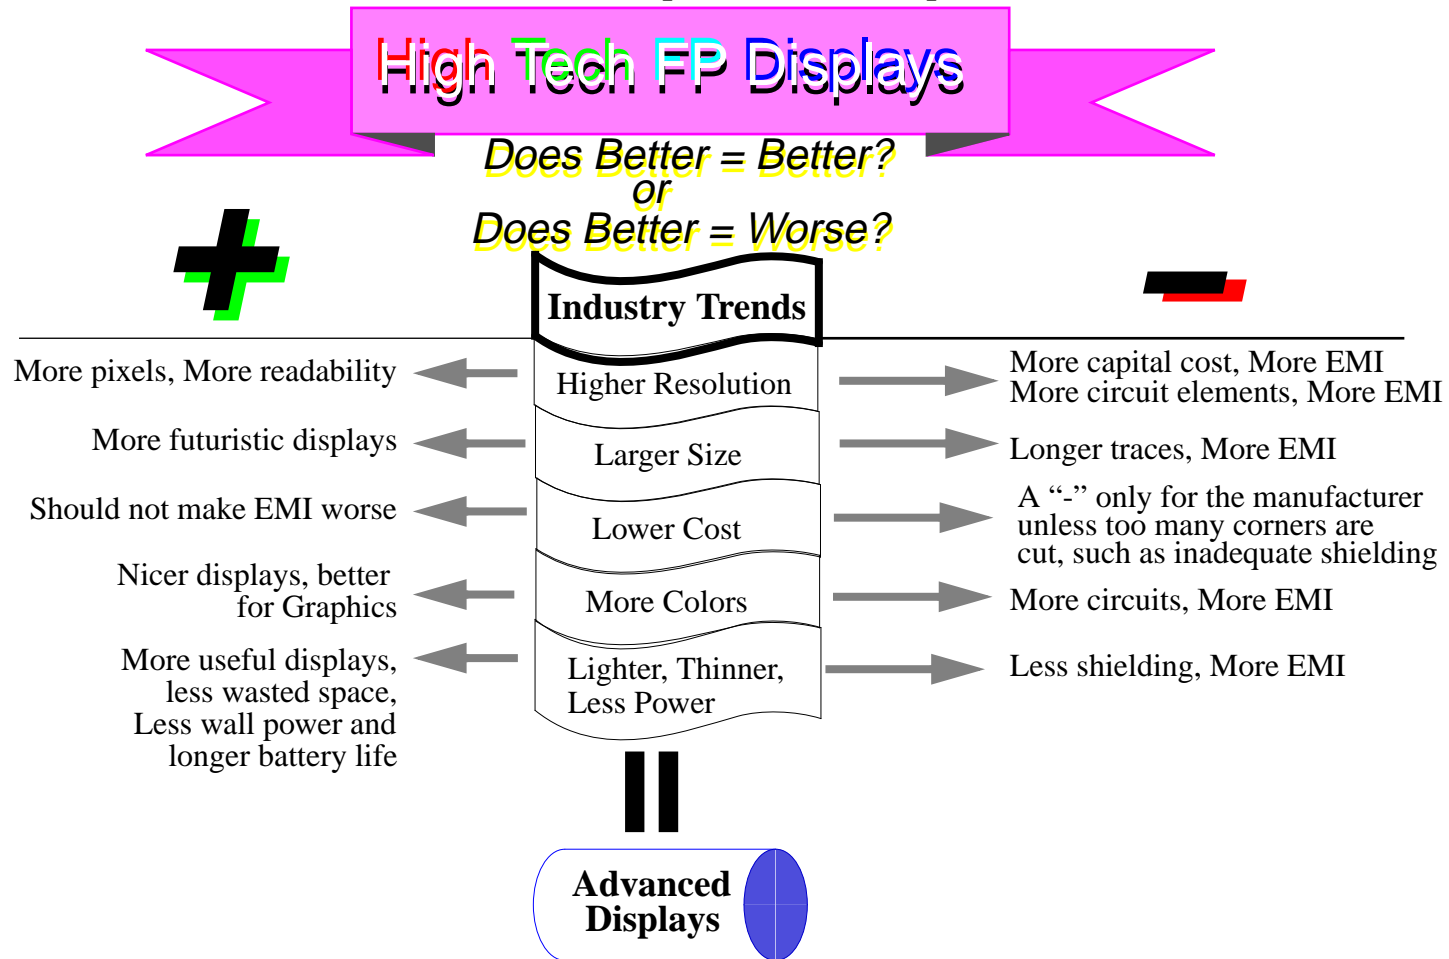 High Tech FP Displays
Does Better = Better?
or
Does Better = Worse?
Industry Trends
More pixels, More readability
Higher Resolution
More capital cost, More EMI
More circuit elements, More EMI
More futuristic displays
Larger Size
Longer traces, More EMI
Should not make EMI worse
Lower Cost
A “-” only for the manufacturer
unless too many corners are
cut, such as inadequate shielding
Nicer displays, better
for Graphics
More Colors
More circuits, More EMI
More useful displays,
less wasted space,
Less wall power and
longer battery life
Lighter, Thinner,
Less Power
Less shielding, More EMI
Advanced
Displays